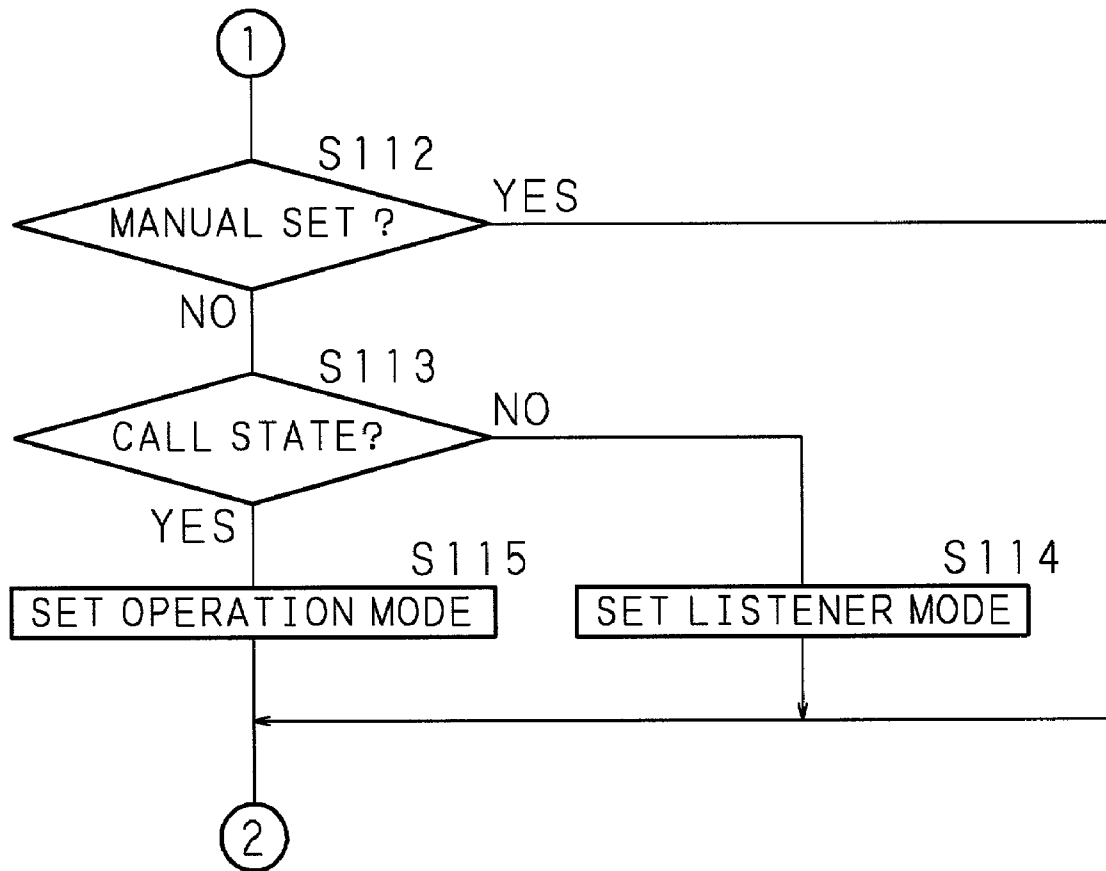 1
S112
MANUAL SET ?
YES
NO
S113
CALL STATE?
NO
YES
S115
SET OPERATION MODE
S114
SET LISTENER MODE
2